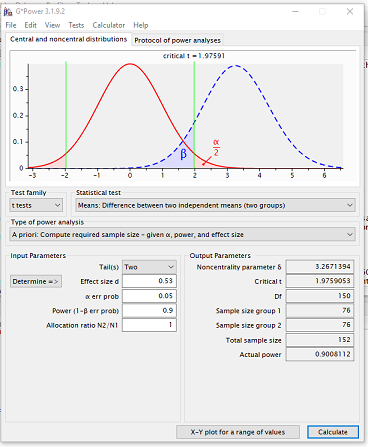 G*Power 3.1.9.2
File Edit View Tests Calculator Help
Central and noncentral distributions Protocol of power analyses
critical t = 1.97591
0.3
0.2
0.1
0
β
α
2
-3 -2 -1 0 1 2 3 4 5 6
Test family
t tests
Statistical test
Means: Difference between two independent means (two groups)
Type of power analysis
A priori: Compute required sample size - given α, power, and effect size
Input Parameters
Tail(s) Two
Determine => Effect size d 0.53
α err prob 0.05
Power (1-β err prob) 0.9
Allocation ratio N2/N1 1
Output Parameters
Noncentrality parameter δ 3.2671394
Critical t 1.9759053
Df 150
Sample size group 1 76
Sample size group 2 76
Total sample size 152
Actual power 0.9008112
X-Y plot for a range of values Calculate